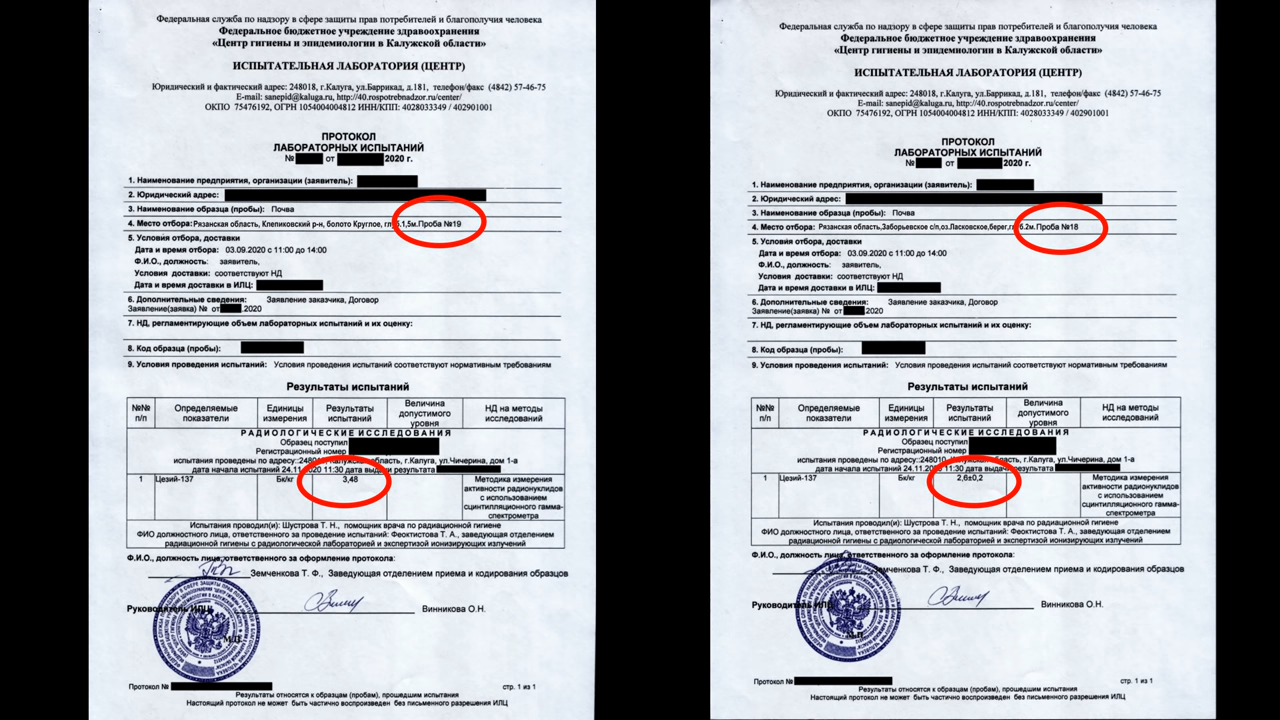 Федеральная служба по надзору в сфере защиты прав потребителей и благополучия человека
Федеральное бюджетное учреждение здравоохранения
«Центр гигиены и эпидемиологии в Калужской области»
ИСПЫТАТЕЛЬНАЯ ЛАБОРАТОРИЯ (ЦЕНТР)
Юридический и фактический адрес: 248018, г.Калуга, ул.Баррикад, д.181, телефон/факс (4842) 57-46-75
E-mail: sanepid@kaluga.ru, http://40.rospotrebnadzor.ru/center/
ОКПО 75476192, ОГРН 1054004004812 ИНН/КПП: 4028033349 / 402901001
ПРОТОКОЛ
ЛАБОРАТОРНЫХ ИСПЫТАНИЙ
№ от 2020 г.
1. Наименование предприятия, организации (заявитель):
2. Юридический адрес:
3. Наименование образца (пробы): Почва
4. Место отбора: Рязанская область, Клепиковский р-н, болото Круглое, 1,5м.Проба №19
5. Условия отбора, доставки
Дата и время отбора: 03.09.2020 с 11:00 до 14:00
Ф.И.О., должность: заявитель,
Условия доставки: соответствуют НД
Дата и время доставки в ИЛЦ:
6. Дополнительные сведения: Заявление заказчика, Договор
Заявление(заявка) № от .2020
7. НД, регламентирующие объем лабораторных испытаний и их оценку:
8. Код образца (пробы):
9. Условия проведения испытаний: Условия проведения испытаний соответствуют нормативным требованиям
Результаты испытаний
№№ п/п Определяемые показатели Единицы измерения Результаты испытаний Величина допустимого уровня НД на методы исследований
РАДИОЛОГИЧЕСКИЕ ИССЛЕДОВАНИЯ
Образец поступил
Регистрационный номер
испытания проведены по адресу: Калужская область, г.Калуга, ул.Чичерина, дом 1-а
дата начала испытаний 24.11.2020 11:30 дата выдачи результата
1 Цезий-137 Бк/кг 3,48 Методика измерения
активности радионуклидов
с использованием
сцинтилляционного гамма-
спектрометра
Испытания проводил(и): Шустрова Т. Н., помощник врача по радиационной гигиене
ФИО должностного лица, ответственного за проведение испытаний: Феоктистова Т. А., заведующая отделением
радиационной гигиены с радиологической лабораторией и экспертизой ионизирующих излучений
Ф.И.О., должность лица, ответственного за оформление протокола:
Земченкова Т. Ф., Заведующая отделением приема и кодирования образцов
Руководитель ИЛЦ Винникова О.Н.
М.П.
Протокол № стр. 1 из 1
Результаты относятся к образцам (пробам), прошедшим испытания
Настоящий протокол не может быть частично воспроизведен без письменного разрешения ИЛЦ
Федеральная служба по надзору в сфере защиты прав потребителей и благополучия человека
Федеральное бюджетное учреждение здравоохранения
«Центр гигиены и эпидемиологии в Калужской области»
ИСПЫТАТЕЛЬНАЯ ЛАБОРАТОРИЯ (ЦЕНТР)
Юридический и фактический адрес: 248018, г.Калуга, ул.Баррикад, д.181, телефон/факс (4842) 57-46-75
E-mail: sanepid@kaluga.ru, http://40.rospotrebnadzor.ru/center/
ОКПО 75476192, ОГРН 1054004004812 ИНН/КПП: 4028033349 / 402901001
ПРОТОКОЛ
ЛАБОРАТОРНЫХ ИСПЫТАНИЙ
№ от 2020 г.
1. Наименование предприятия, организации (заявитель):
2. Юридический адрес:
3. Наименование образца (пробы): Почва
4. Место отбора: Рязанская область,Заборьевское с/п,оз.Ласковское,берег, 2м.Проба №18
5. Условия отбора, доставки
Дата и время отбора: 03.09.2020 с 11:00 до 14:00
Ф.И.О., должность: заявитель,
Условия доставки: соответствуют НД
Дата и время доставки в ИЛЦ:
6. Дополнительные сведения: Заявление заказчика, Договор
Заявление(заявка) № от .2020
7. НД, регламентирующие объем лабораторных испытаний и их оценку:
8. Код образца (пробы):
9. Условия проведения испытаний: Условия проведения испытаний соответствуют нормативным требованиям
Результаты испытаний
№№ п/п Определяемые показатели Единицы измерения Результаты испытаний Величина допустимого уровня НД на методы исследований
РАДИОЛОГИЧЕСКИЕ ИССЛЕДОВАНИЯ
Образец поступил
Регистрационный номер
испытания проведены по адресу: Калужская область, г.Калуга, ул.Чичерина, дом 1-а
дата начала испытаний 24.11.2020 11:30 дата выдачи результата
1 Цезий-137 Бк/кг 2,6±0,2 Методика измерения
активности радионуклидов
с использованием
сцинтилляционного гамма-
спектрометра
Испытания проводил(и): Шустрова Т. Н., помощник врача по радиационной гигиене
ФИО должностного лица, ответственного за проведение испытаний: Феоктистова Т. А., заведующая отделением
радиационной гигиены с радиологической лабораторией и экспертизой ионизирующих излучений
Ф.И.О., должность лица, ответственного за оформление протокола:
Земченкова Т. Ф., Заведующая отделением приема и кодирования образцов
Руководитель ИЛЦ Винникова О.Н.
М.П.
Протокол № стр. 1 из 1
Результаты относятся к образцам (пробам), прошедшим испытания
Настоящий протокол не может быть частично воспроизведен без письменного разрешения ИЛЦ